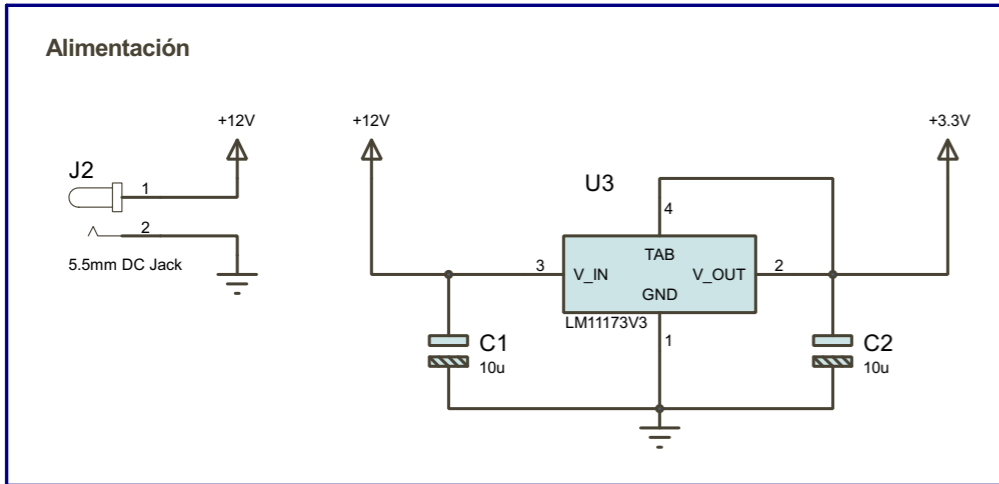 Alimentación
+12V
+12V
+3.3V
J2
1
2
5.5mm DC Jack
U3
4
TAB
3
V_IN
V_OUT
2
GND
LM11173V3
1
C1
10u
C2
10u